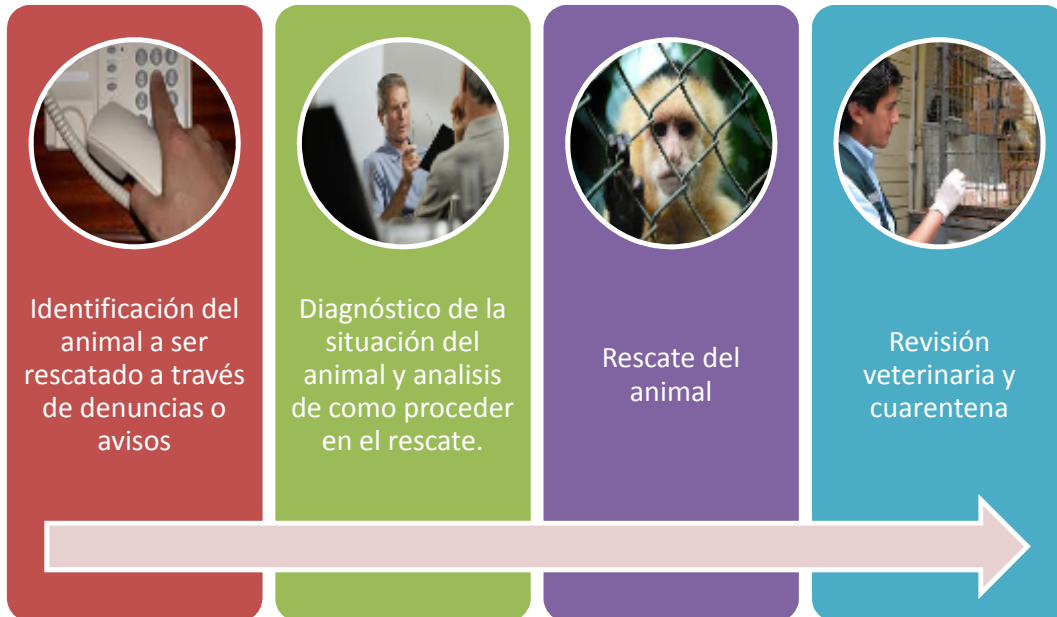 Identificación del
animal a ser
rescatado a través
de denuncias o
avisos
Diagnóstico de la
situación del
animal y analisis
de como proceder
en el rescate.
Rescate del
animal
Revisión
veterinaria y
cuarentena